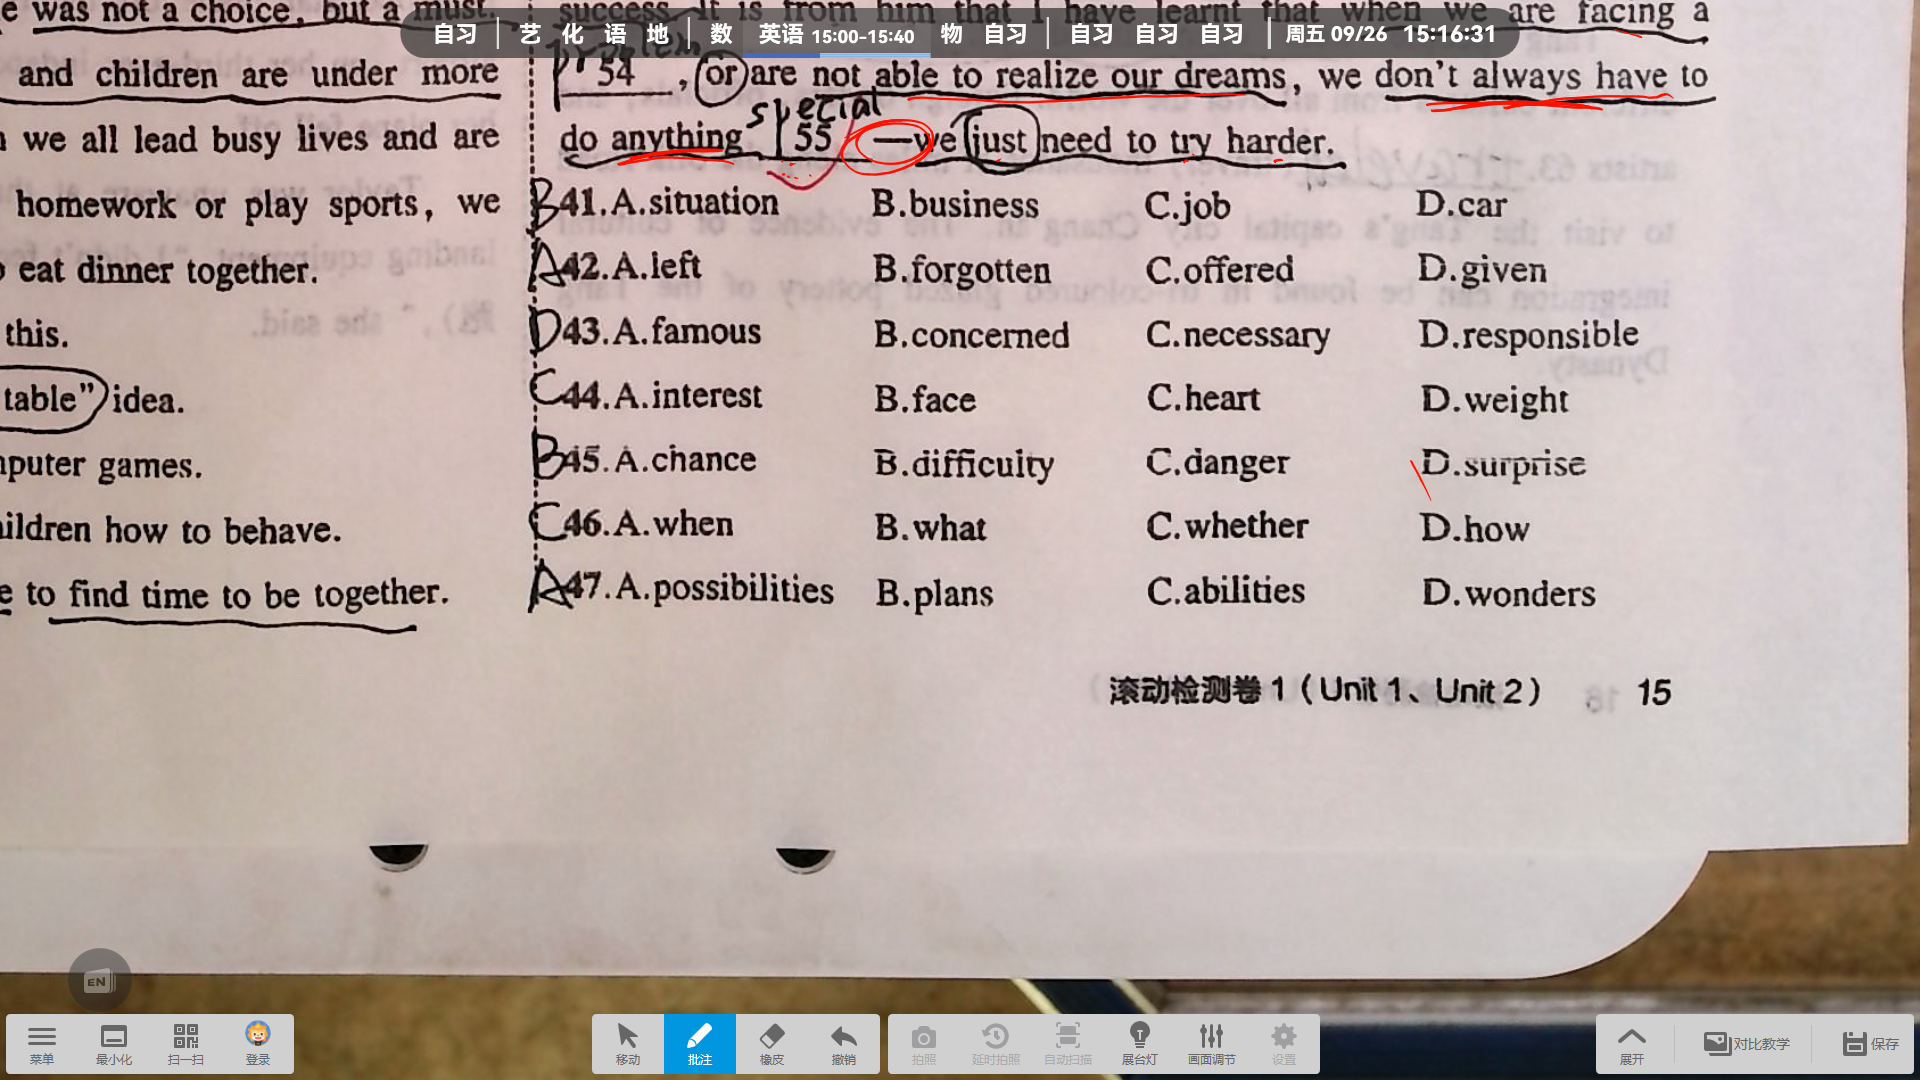 自习 | 艺 化 语 地 | 数 英语 15:00-15:40 物 自习 | 自习 自习 自习 | 周五 09/26 15:16:31
was not a choice, but a must.
and children are under more
we all lead busy lives and are
homework or play sports, we
eat dinner together.
this.
table” idea.
puter games.
ildren how to behave.
e to find time to be together.
success. It is from him that I have learnt that when we are facing a
problem
54, or are not able to realize our dreams, we don't always have to
special
do anything 55 —we just need to try harder.
B 41.A.situation B.business C.job D.car
A 42.A.left B.forgotten C.offered D.given
D 43.A.famous B.concerned C.necessary D.responsible
C 44.A.interest B.face C.heart D.weight
B 45.A.chance B.difficulty C.danger D.surprise
C 46.A.when B.what C.whether D.how
A 47.A.possibilities B.plans C.abilities D.wonders
滚动检测卷1(Unit 1、Unit 2) 15
EN
菜单 最小化 扫一扫 登录 移动 批注 橡皮 撤销 拍照 延时拍照 自动扫描 展台灯 画面调节 设置 展开 对比教学 保存